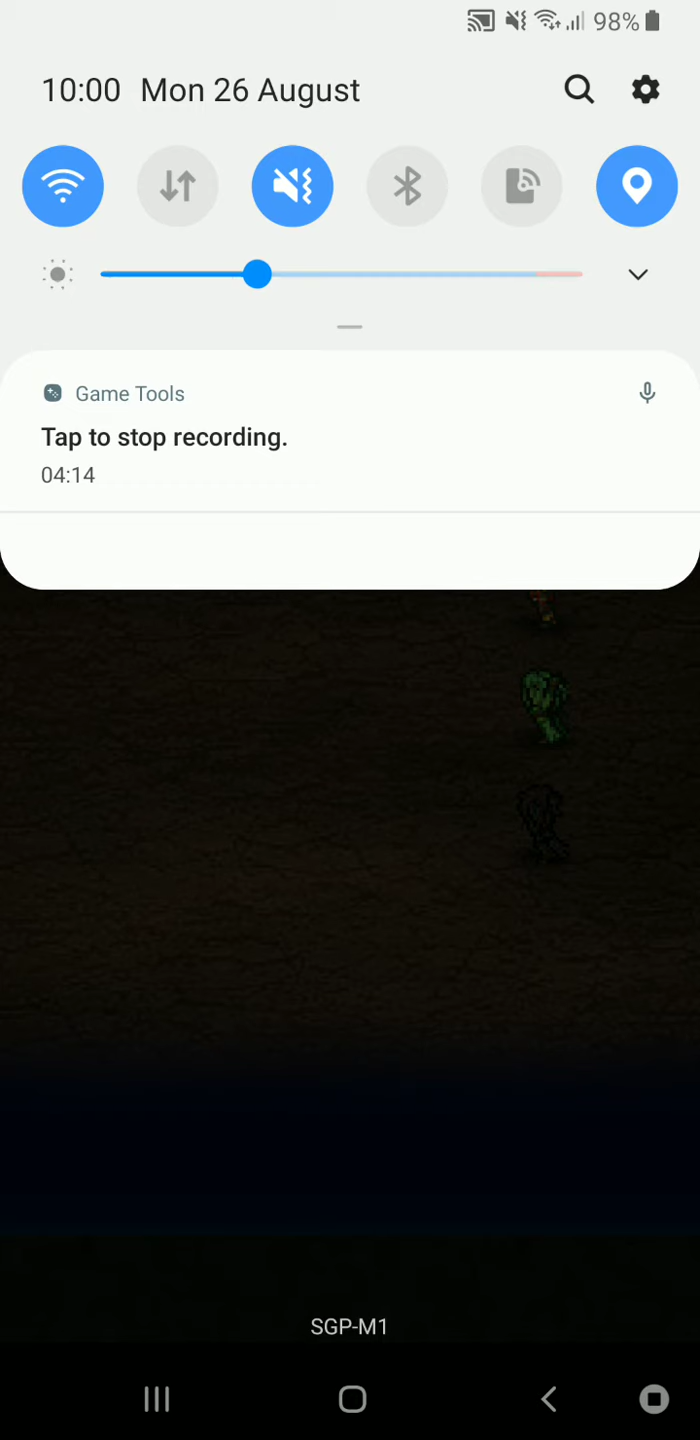 98%
10:00 Mon 26 August
Game Tools
Tap to stop recording.
04:14
SGP-M1